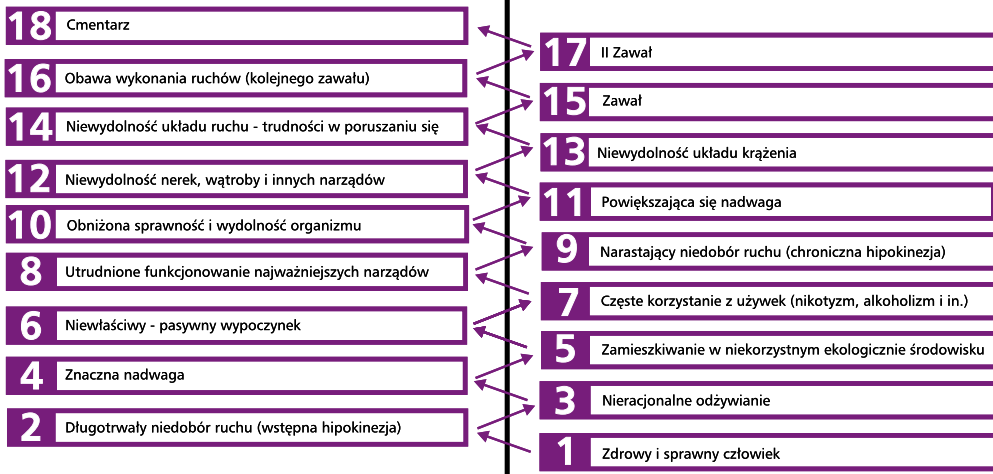 18 Cmentarz
17 II Zawał
16 Obawa wykonania ruchów (kolejnego zawału)
15 Zawał
14 Niewydolność układu ruchu - trudności w poruszaniu się
13 Niewydolność układu krążenia
12 Niewydolność nerek, wątroby i innych narządów
11 Powiększająca się nadwaga
10 Obniżona sprawność i wydolność organizmu
9 Narastający niedobór ruchu (chroniczna hipokinezja)
8 Utrudnione funkcjonowanie najważniejszych narządów
7 Częste korzystanie z używek (nikotyzm, alkoholizm i in.)
6 Niewłaściwy - pasywny wypoczynek
5 Zamieszkiwanie w niekorzystnym ekologicznie środowisku
4 Znaczna nadwaga
3 Nieracjonalne odżywianie
2 Długotrwały niedobór ruchu (wstępna hipokinezja)
1 Zdrowy i sprawny człowiek